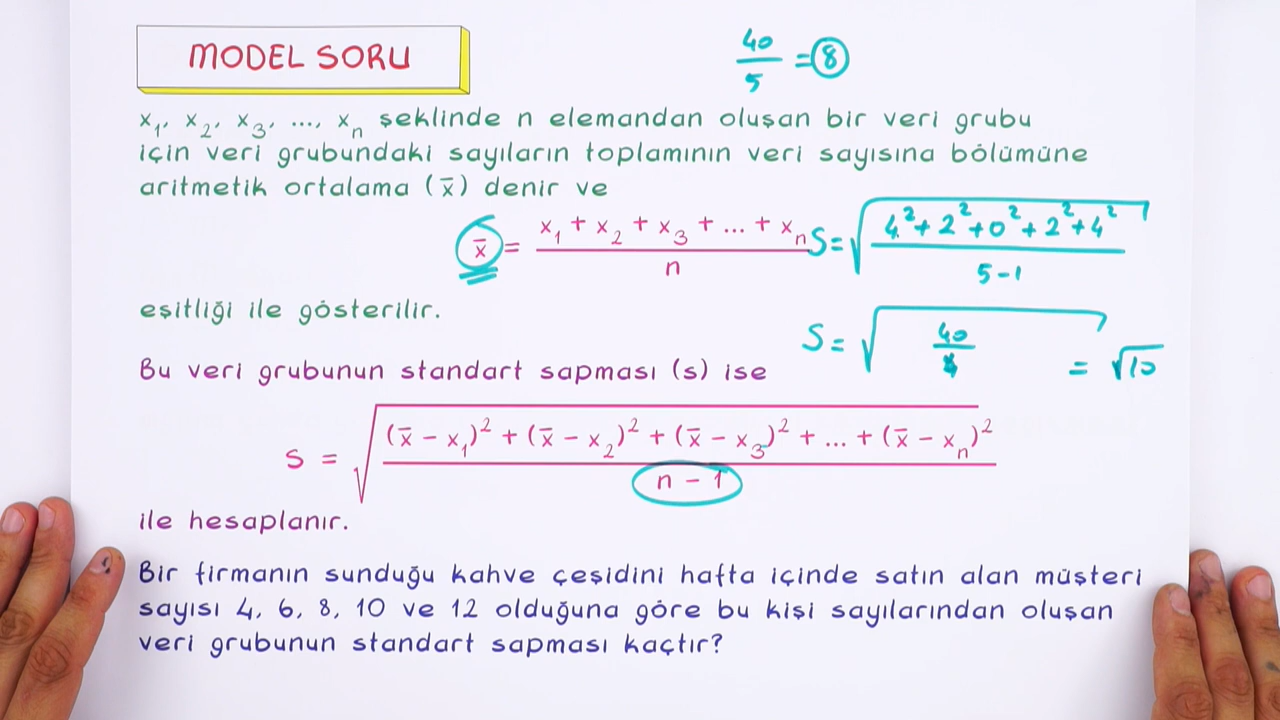 MODEL SORU
40/5 = 8
x₁, x₂, x₃, ..., xₙ şeklinde n elemandan oluşan bir veri grubu
için veri grubundaki sayıların toplamının veri sayısına bölümüne
aritmetik ortalama (x̄) denir ve
x̄ = (x₁ + x₂ + x₃ + ... + xₙ)/n
S = √((4² + 2² + 0² + 2² + 4²)/(5-1))
eşitliği ile gösterilir.
S = √(40/4) = √10
Bu veri grubunun standart sapması (s) ise
s = √(((x̄ - x₁)² + (x̄ - x₂)² + (x̄ - x₃)² + ... + (x̄ - xₙ)²)/(n - 1))
ile hesaplanır.
Bir firmanın sunduğu kahve çeşidini hafta içinde satın alan müşteri
sayısı 4, 6, 8, 10 ve 12 olduğuna göre bu kişi sayılarından oluşan
veri grubunun standart sapması kaçtır?